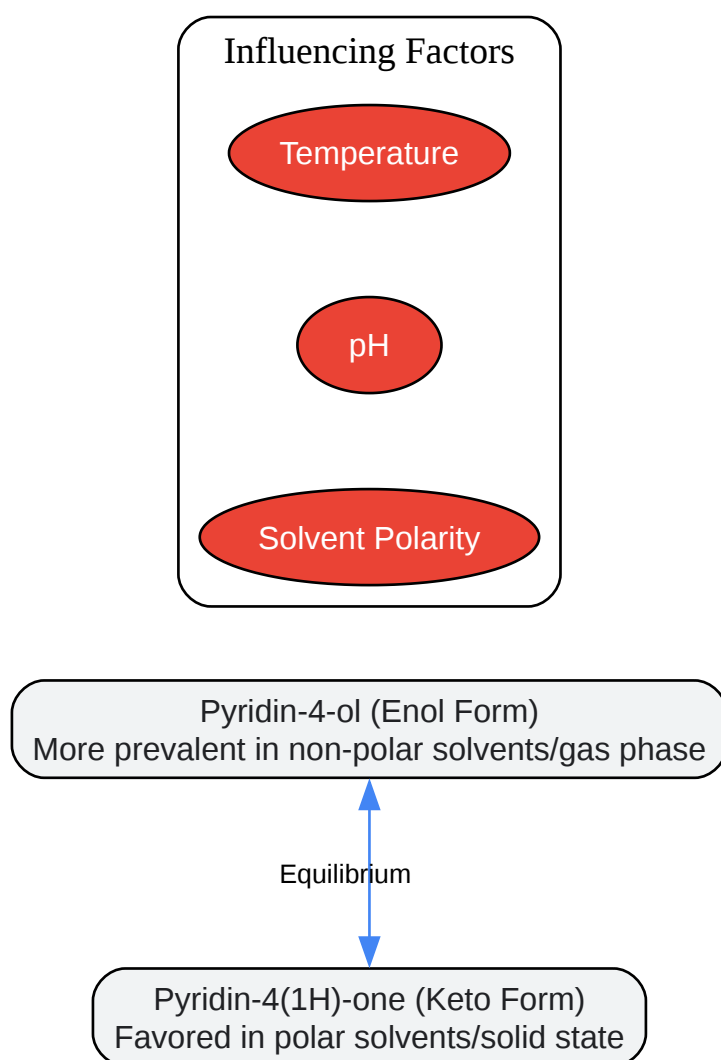 Influencing Factors
Temperature
pH
Solvent Polarity
Pyridin-4-ol (Enol Form)
More prevalent in non-polar solvents/gas phase
Equilibrium
Pyridin-4(1H)-one (Keto Form)
Favored in polar solvents/solid state